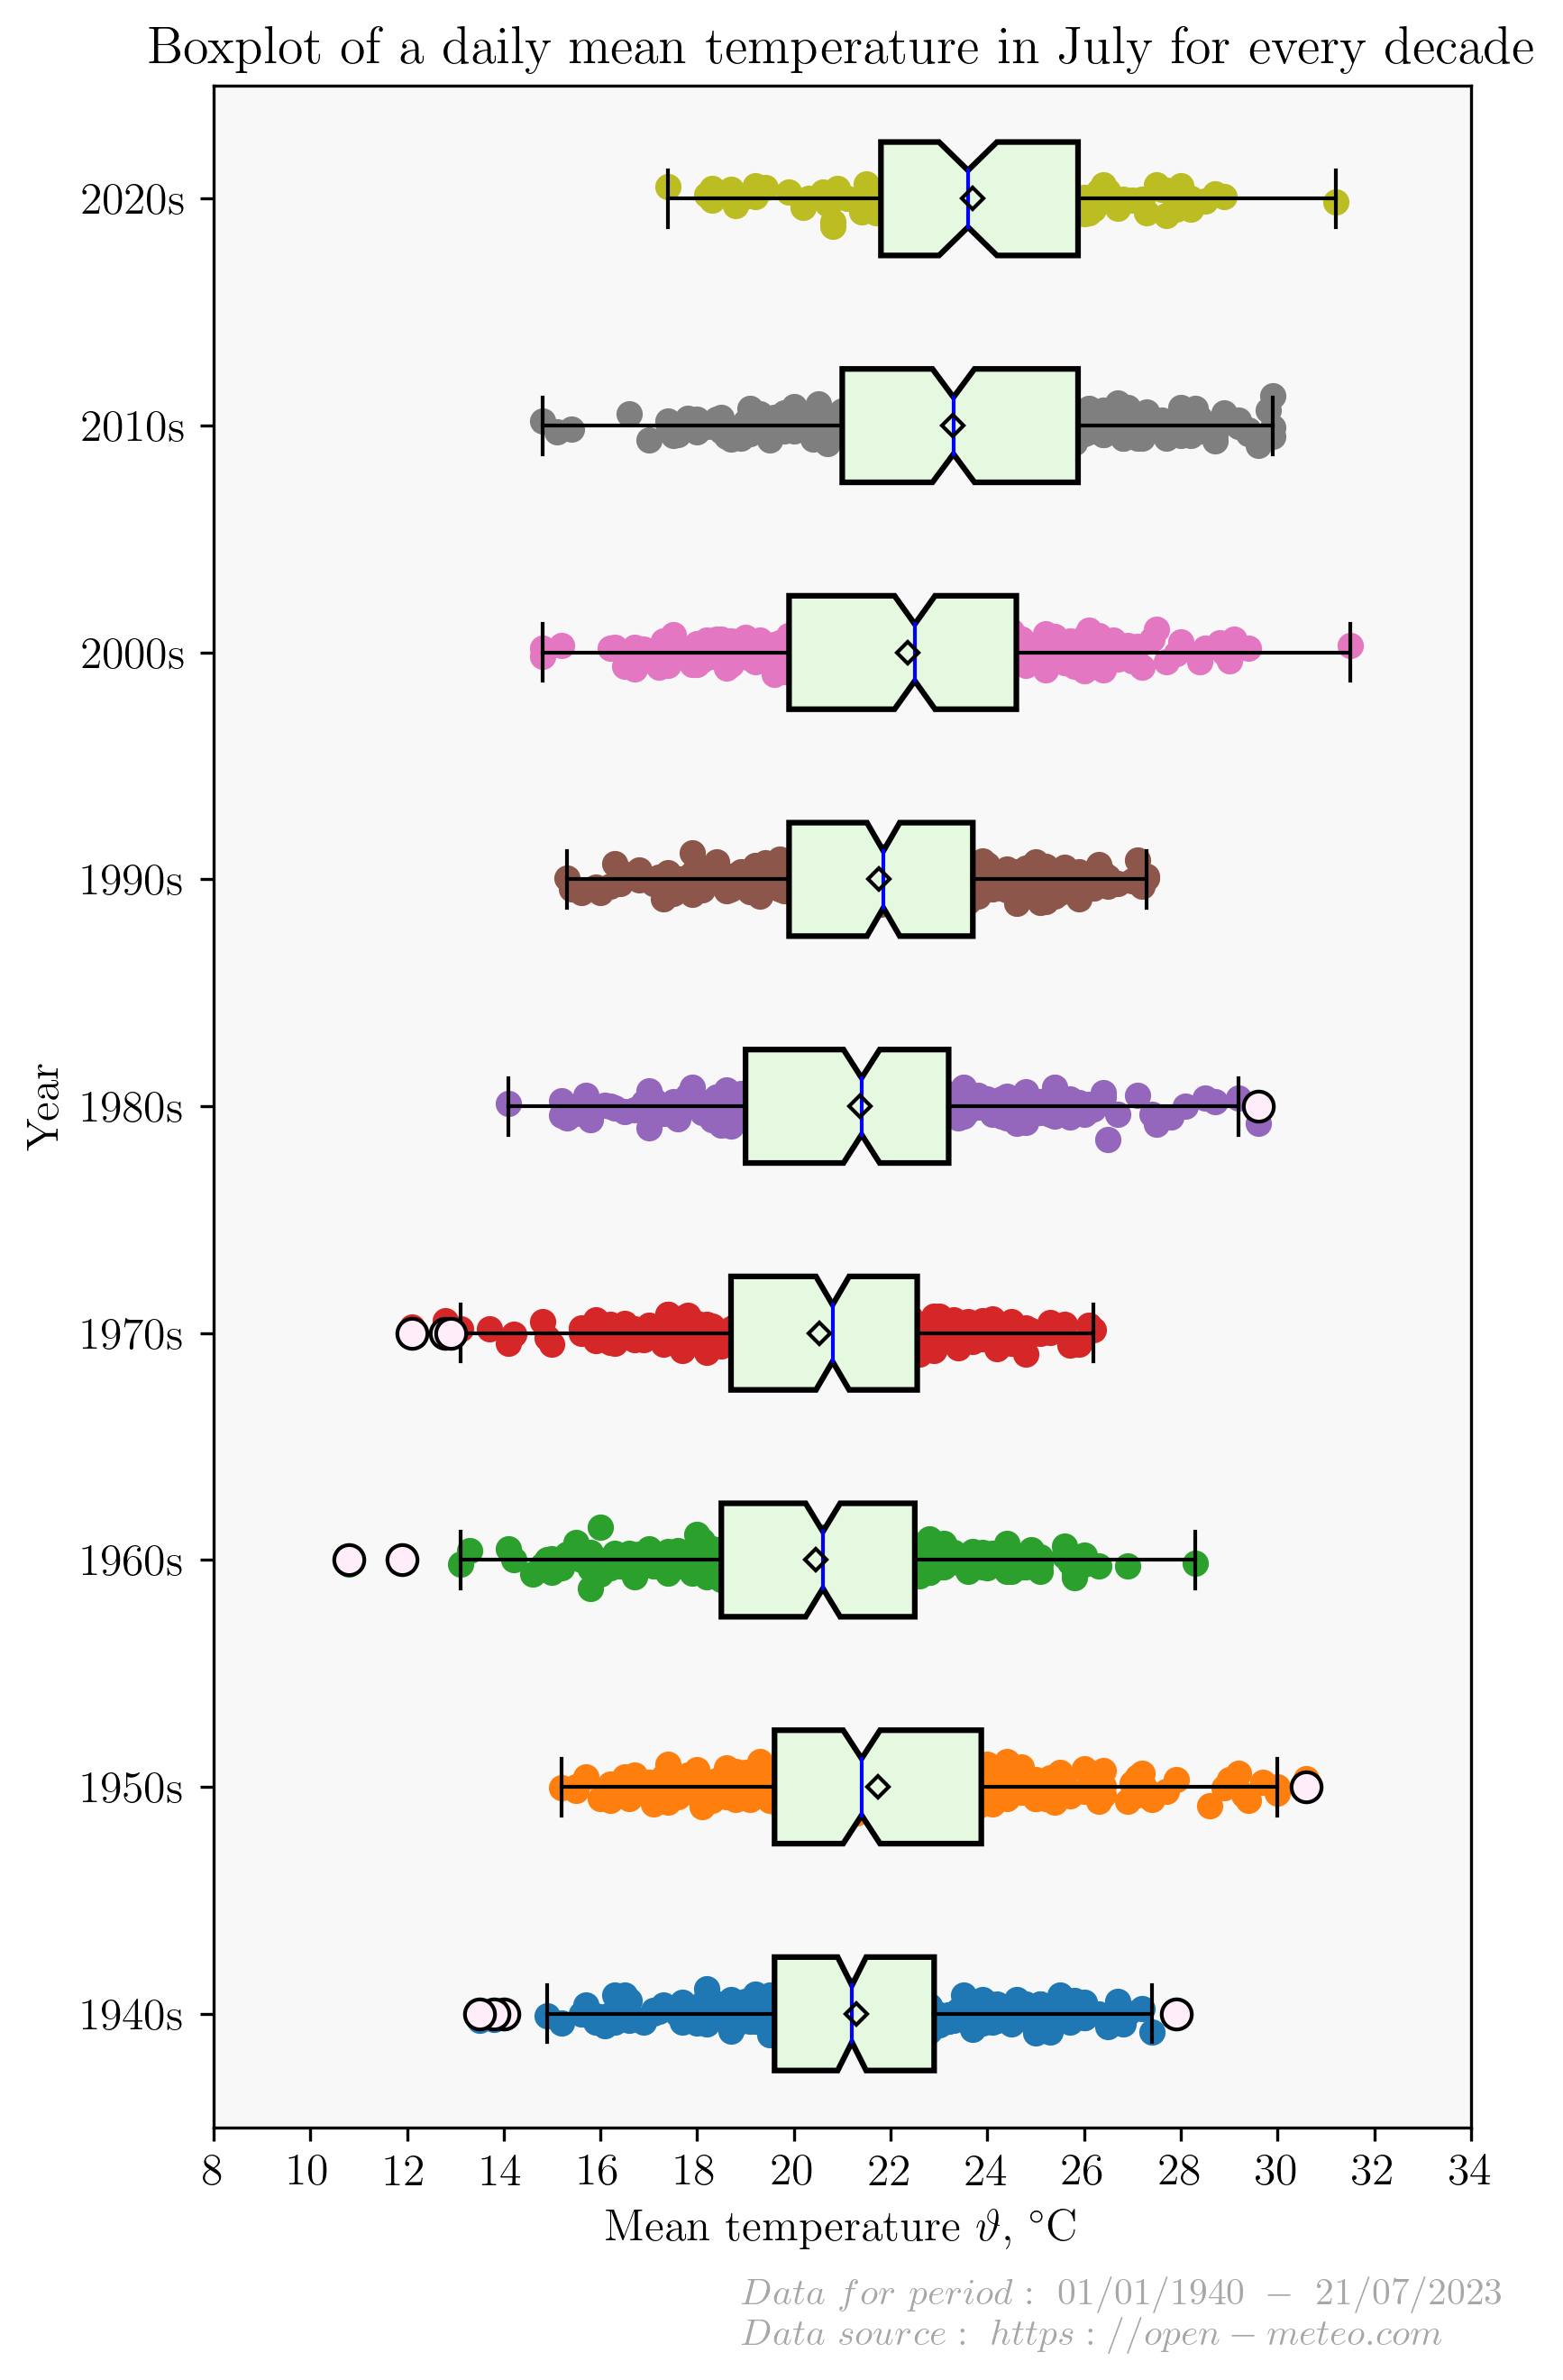 Boxplot of a daily mean temperature in July for every decade
2020s
2010s
2000s
1990s
1980s
1970s
1960s
1950s
1940s
Year
8 10 12 14 16 18 20 22 24 26 28 30 32 34
Mean temperature ϑ, °C
Data for period : 01/01/1940 − 21/07/2023
Data source : https : //open − meteo.com